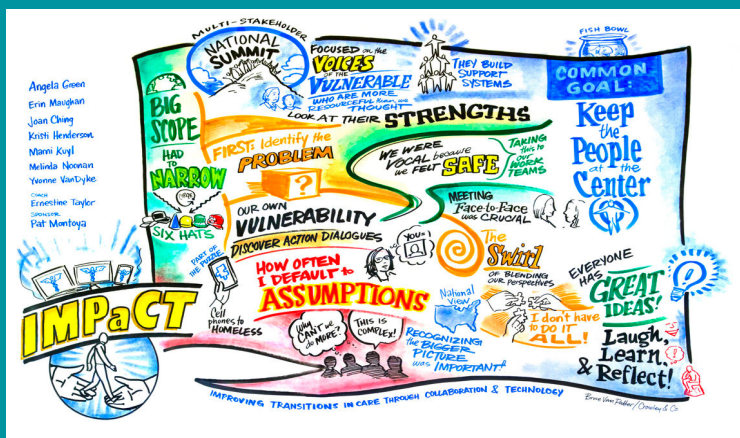 Angela Green
Erin Maughan
Joan Ching
Kristi Henderson
Marni Kuyl
Melinda Noonan
Yvonne VanDyke
COACH
Ernestine Taylor
SPONSOR
Pat Montoya
IMPaCT
MULTI-STAKEHOLDER
NATIONAL
SUMMIT
FOCUSED on the
VOICES
OF THE
VULNERABLE
WHO ARE MORE
RESOURCEFUL than we
THOUGHT
THEY BUILD
SUPPORT
SYSTEMS
LOOK AT THEIR STRENGTHS
BIG
SCOPE
HAD
TO
NARROW
SIX HATS
FIRST: Identify the
PROBLEM
?
WE WERE
VOCAL because
we FELT SAFE
TAKING
this to
our
WORK
TEAMS
OUR OWN
VULNERABILITY
DISCOVER ACTION DIALOGUES
MEETING
Face-to-Face
was CRUCIAL
YOU=1
PART OF
THE PUZZLE
Cell
phones to
HOMELESS
HOW OFTEN
I DEFAULT to
ASSUMPTIONS
The
Swirl
OF BLENDING
OUR Perspectives
WHY
CAN'T we
do MORE?
THIS IS
COMPLEX!
National
View
RECOGNIZING
the BIGGER
PICTURE
was IMPORTANT
I don't have
to DO IT
ALL!
FISH BOWL
COMMON
GOAL:
Keep
the
People
at the
Center
EVERYONE
HAS
GREAT
IDEAS!
Laugh,
Learn,
& Reflect!
IMPROVING TRANSITIONS IN CARE THROUGH COLLABORATION & TECHNOLOGY